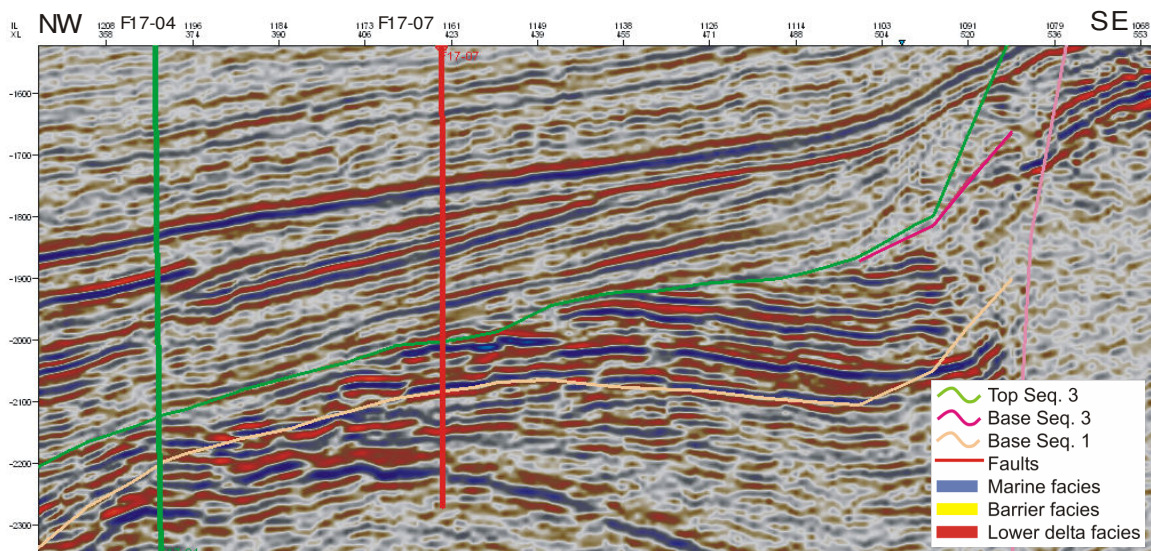 NW F17-04 F17-07 SE
IL 1208 1196 1184 1173 1161 1149 1138 1126 1114 1103 1091 1079 1068
XL 358 374 390 406 423 439 455 471 488 504 520 536 553
17-07
-1600
-1700
-1800
-1900
-2000
-2100
-2200
-2300
Top Seq. 3
Base Seq. 3
Base Seq. 1
Faults
Marine facies
Barrier facies
Lower delta facies